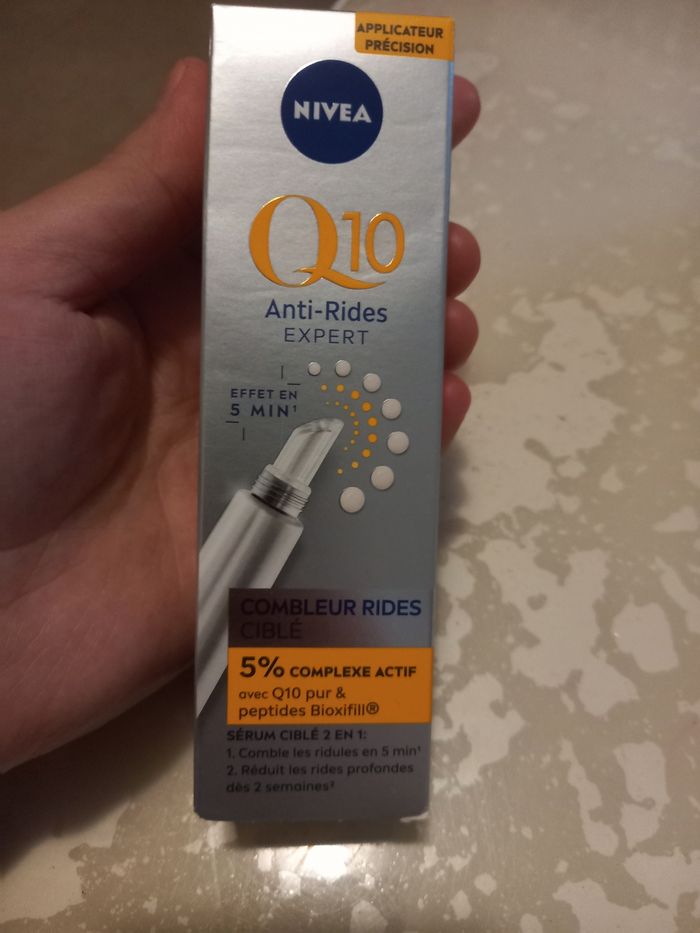 APPLICATEUR
PRÉCISION
NIVEA
Q10
Anti-Rides
EXPERT
EFFET EN
5 MIN¹
COMBLEUR RIDES
CIBLÉ
5% COMPLEXE ACTIF
avec Q10 pur &
peptides Bioxifill®
SÉRUM CIBLÉ 2 EN 1:
1. Comble les ridules en 5 min¹
2. Réduit les rides profondes
dès 2 semaines²